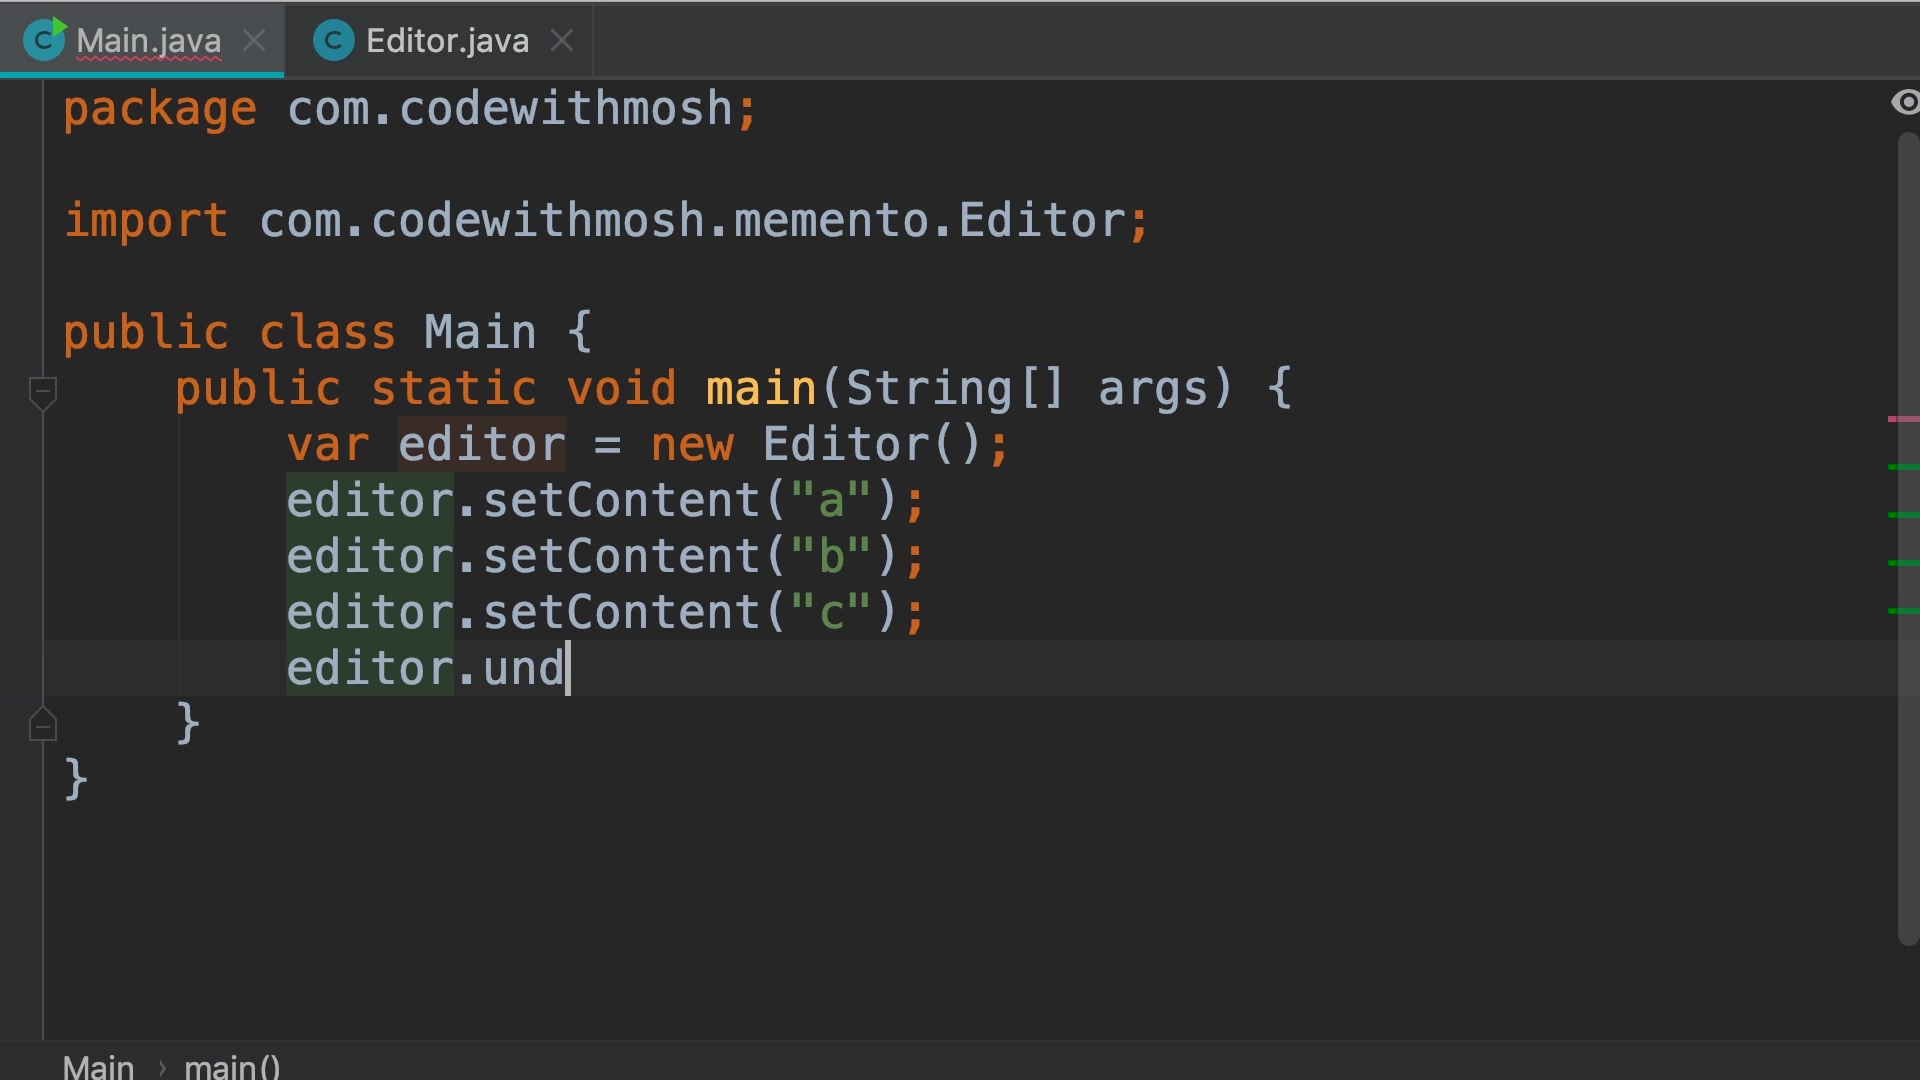 Main.java Editor.java
package com.codewithmosh;
import com.codewithmosh.memento.Editor;
public class Main {
    public static void main(String[] args) {
        var editor = new Editor();
        editor.setContent("a");
        editor.setContent("b");
        editor.setContent("c");
        editor.und
    }
}
Main › main()